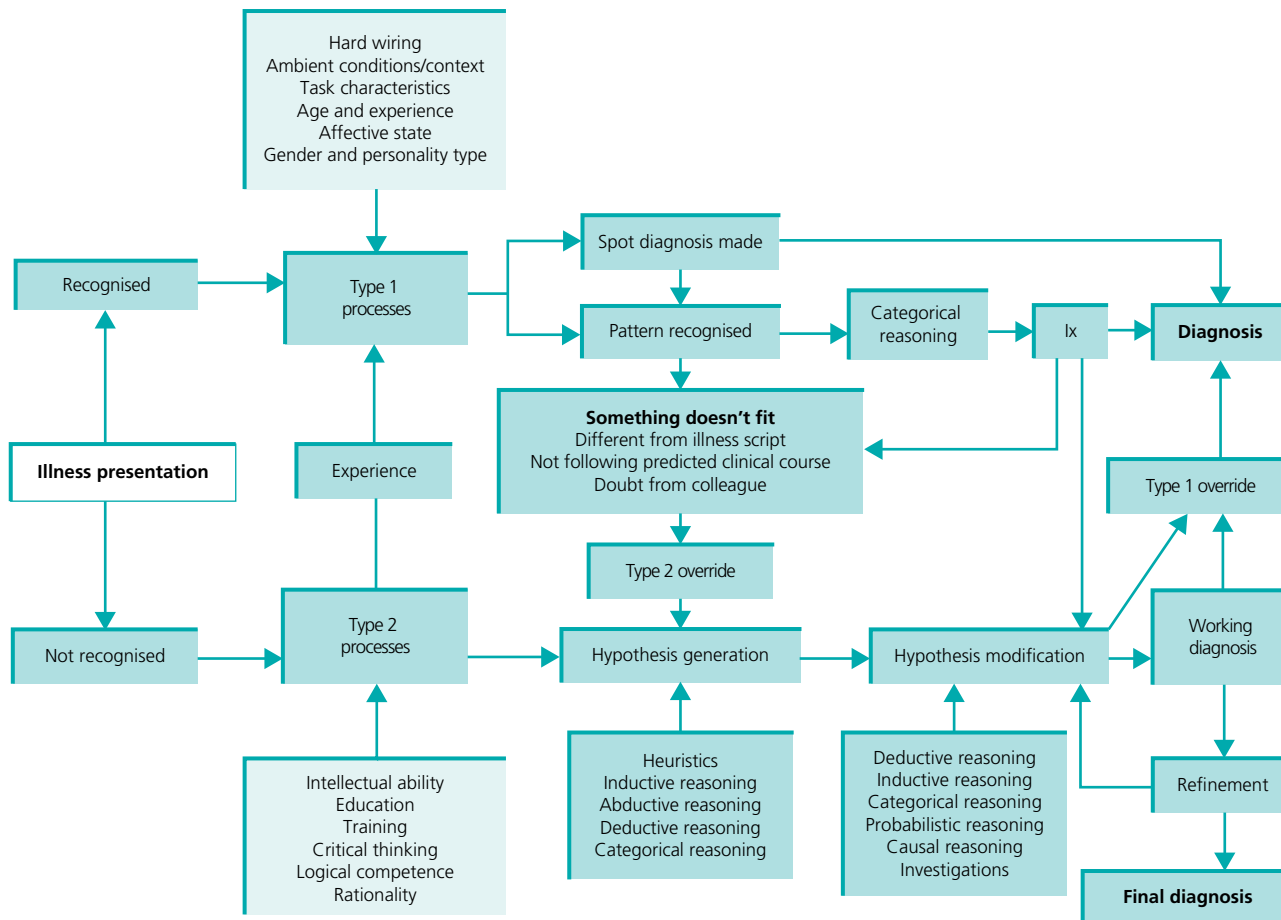 Hard wiring
Ambient conditions/context
Task characteristics
Age and experience
Affective state
Gender and personality type
Recognised
Type 1
processes
Spot diagnosis made
Pattern recognised
Categorical
reasoning
Ix
Diagnosis
Something doesn't fit
Different from illness script
Not following predicted clinical course
Doubt from colleague
Illness presentation
Experience
Type 1 override
Type 2 override
Not recognised
Type 2
processes
Hypothesis generation
Hypothesis modification
Working
diagnosis
Intellectual ability
Education
Training
Critical thinking
Logical competence
Rationality
Heuristics
Inductive reasoning
Abductive reasoning
Deductive reasoning
Categorical reasoning
Deductive reasoning
Inductive reasoning
Categorical reasoning
Probabilistic reasoning
Causal reasoning
Investigations
Refinement
Final diagnosis